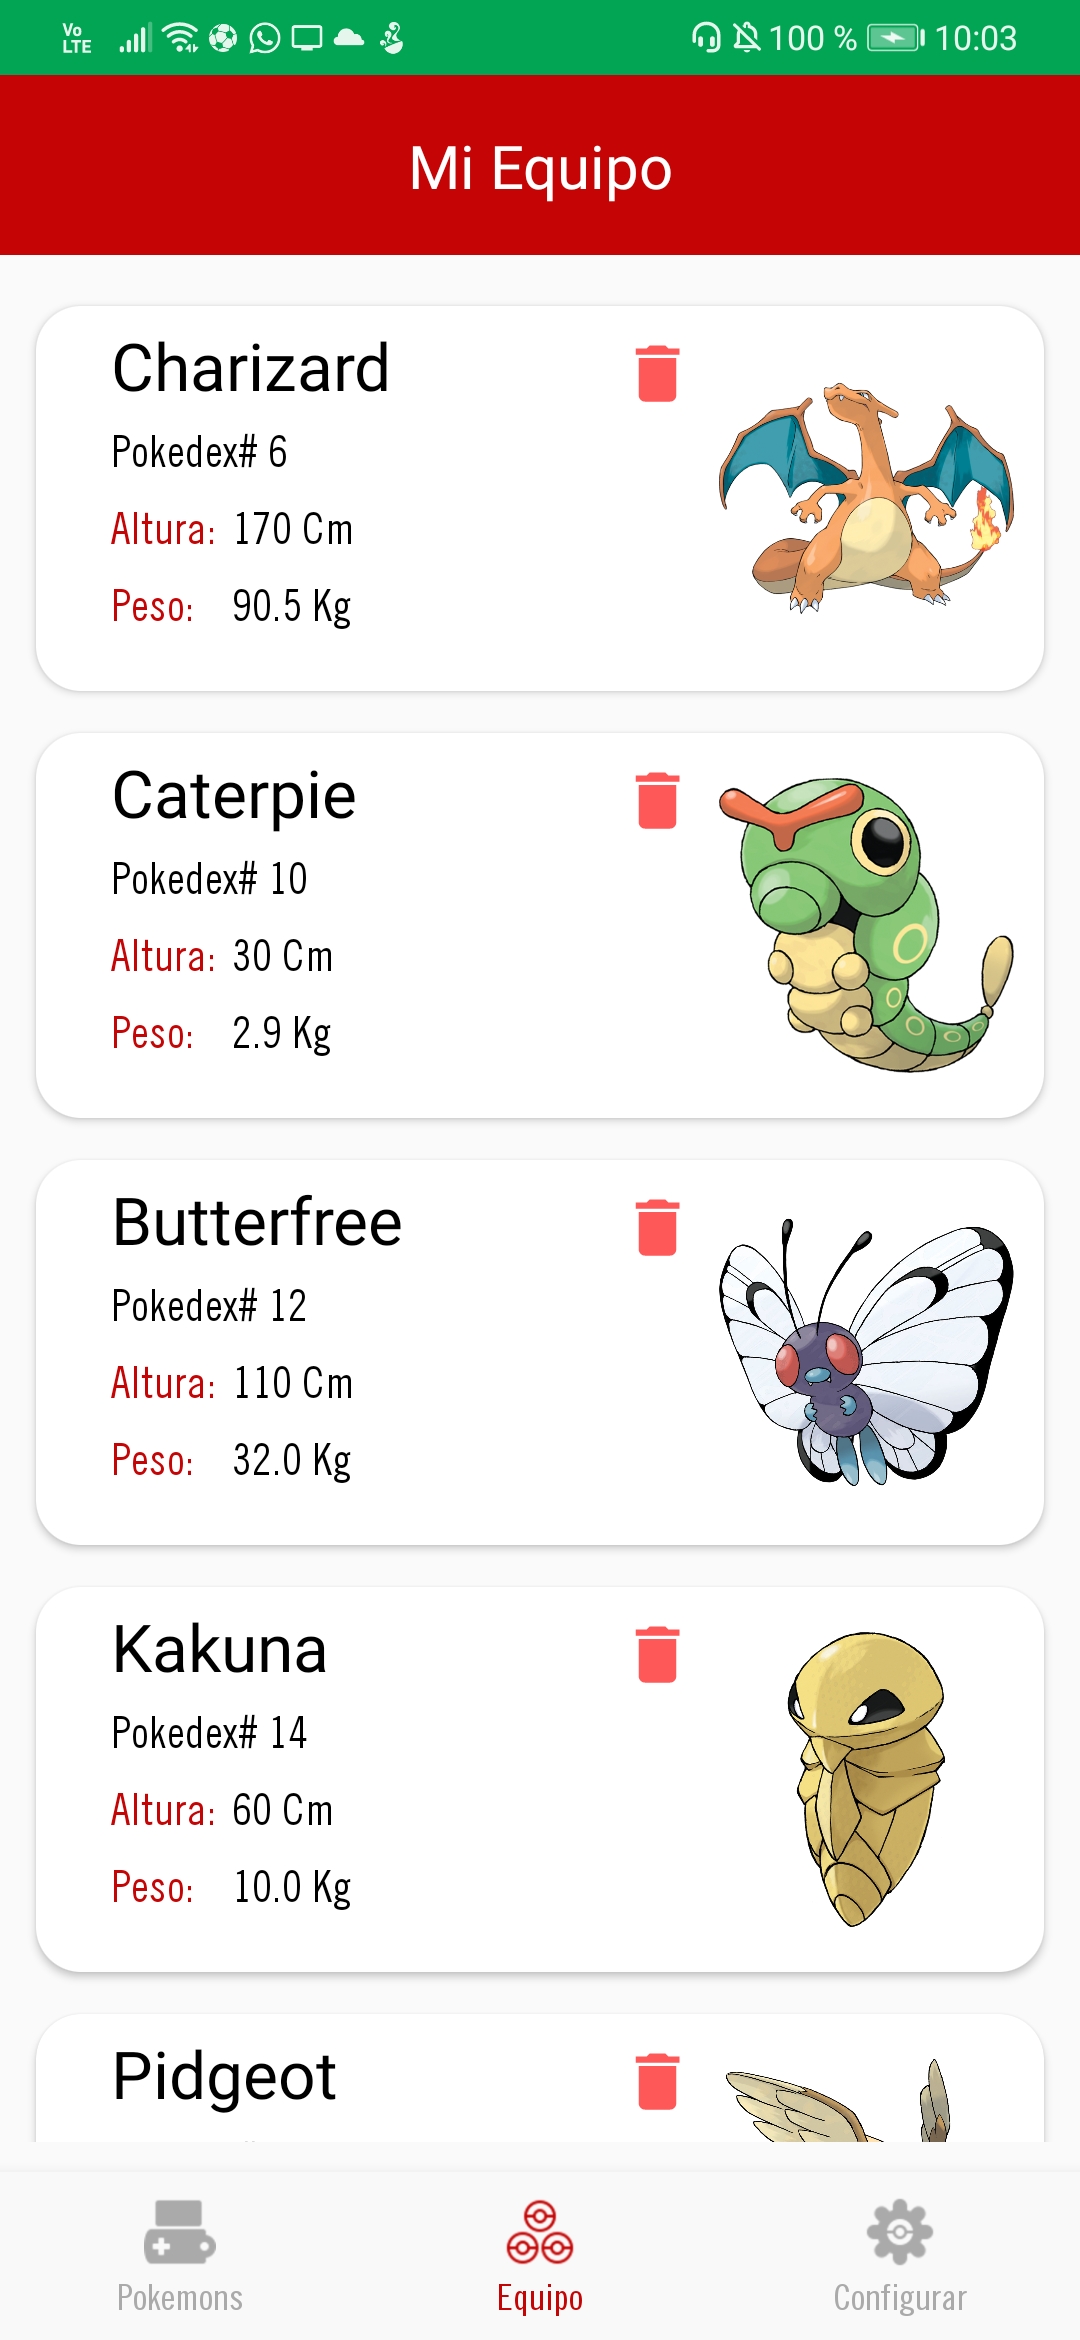 Vo LTE 100 % 10:03
Mi Equipo
Charizard
Pokedex# 6
Altura: 170 Cm
Peso: 90.5 Kg
Caterpie
Pokedex# 10
Altura: 30 Cm
Peso: 2.9 Kg
Butterfree
Pokedex# 12
Altura: 110 Cm
Peso: 32.0 Kg
Kakuna
Pokedex# 14
Altura: 60 Cm
Peso: 10.0 Kg
Pidgeot
Pokemons Equipo Configurar